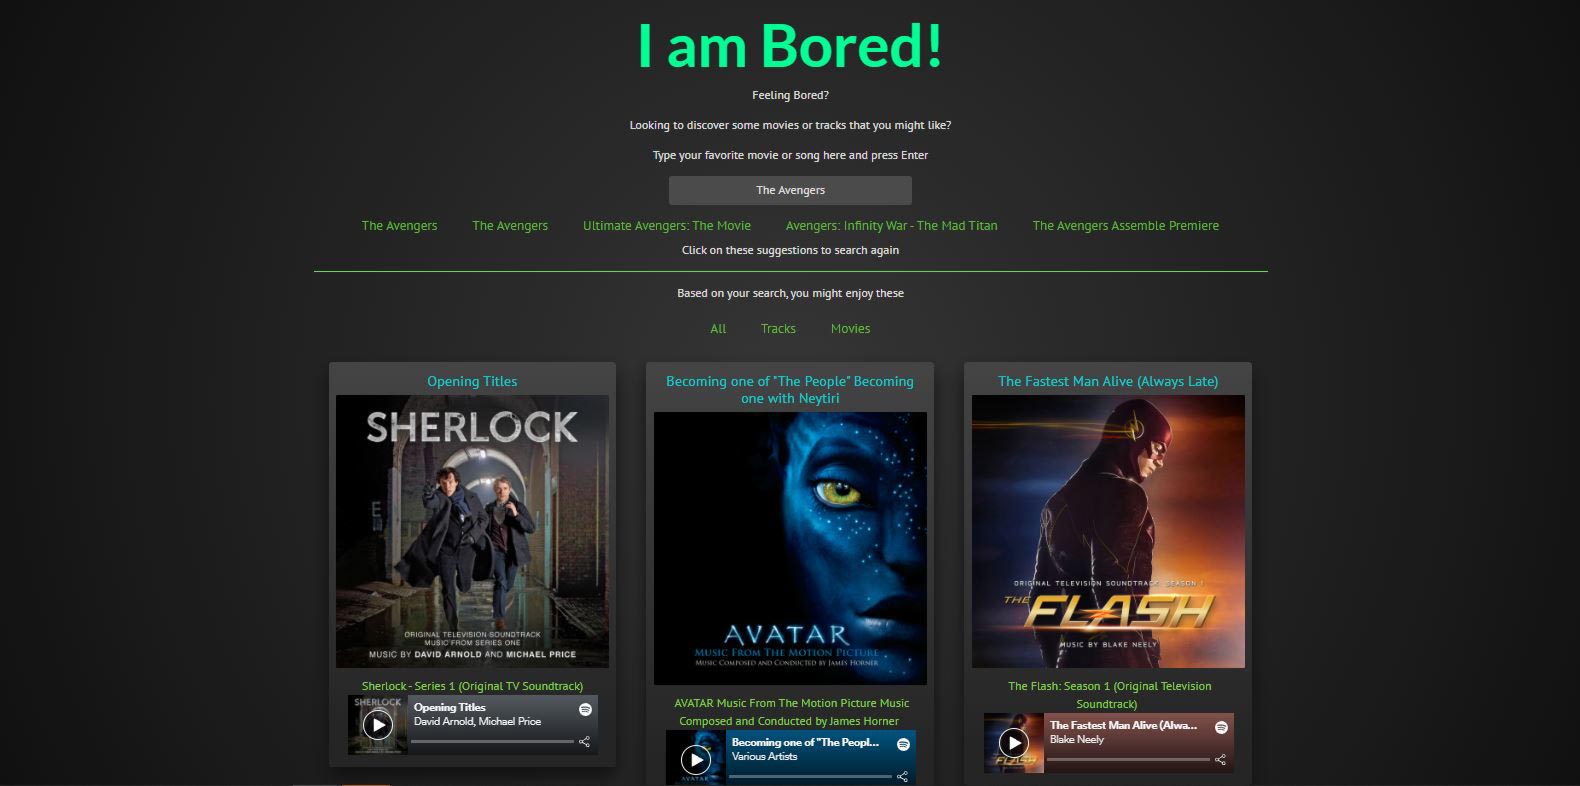 I am Bored!
Feeling Bored?
Looking to discover some movies or tracks that you might like?
Type your favorite movie or song here and press Enter
The Avengers
The Avengers The Avengers Ultimate Avengers: The Movie Avengers: Infinity War - The Mad Titan The Avengers Assemble Premiere
Click on these suggestions to search again
Based on your search, you might enjoy these
All Tracks Movies
Opening Titles
SHERLOCK
ORIGINAL TELEVISION SOUNDTRACK
MUSIC FROM SERIES ONE
MUSIC BY DAVID ARNOLD AND MICHAEL PRICE
Sherlock - Series 1 (Original TV Soundtrack)
SHERLOCK
Opening Titles
David Arnold, Michael Price
Becoming one of "The People" Becoming
one with Neytiri
AVATAR
MUSIC FROM THE MOTION PICTURE
MUSIC COMPOSED AND CONDUCTED BY JAMES HORNER
AVATAR Music From The Motion Picture Music
Composed and Conducted by James Horner
AVATAR
Becoming one of "The Peopl...
Various Artists
The Fastest Man Alive (Always Late)
ORIGINAL TELEVISION SOUNDTRACK SEASON 1
THE FLASH
MUSIC BY BLAKE NEELY
The Flash: Season 1 (Original Television
Soundtrack)
FLASH
The Fastest Man Alive (Alwa...
Blake Neely